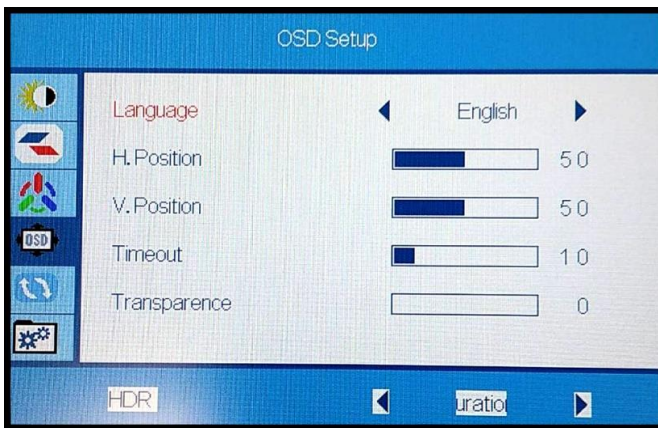 OSD Setup
Language English
H. Position 50
V. Position 50
OSD
Timeout 10
Transparence 0
HDR uratio